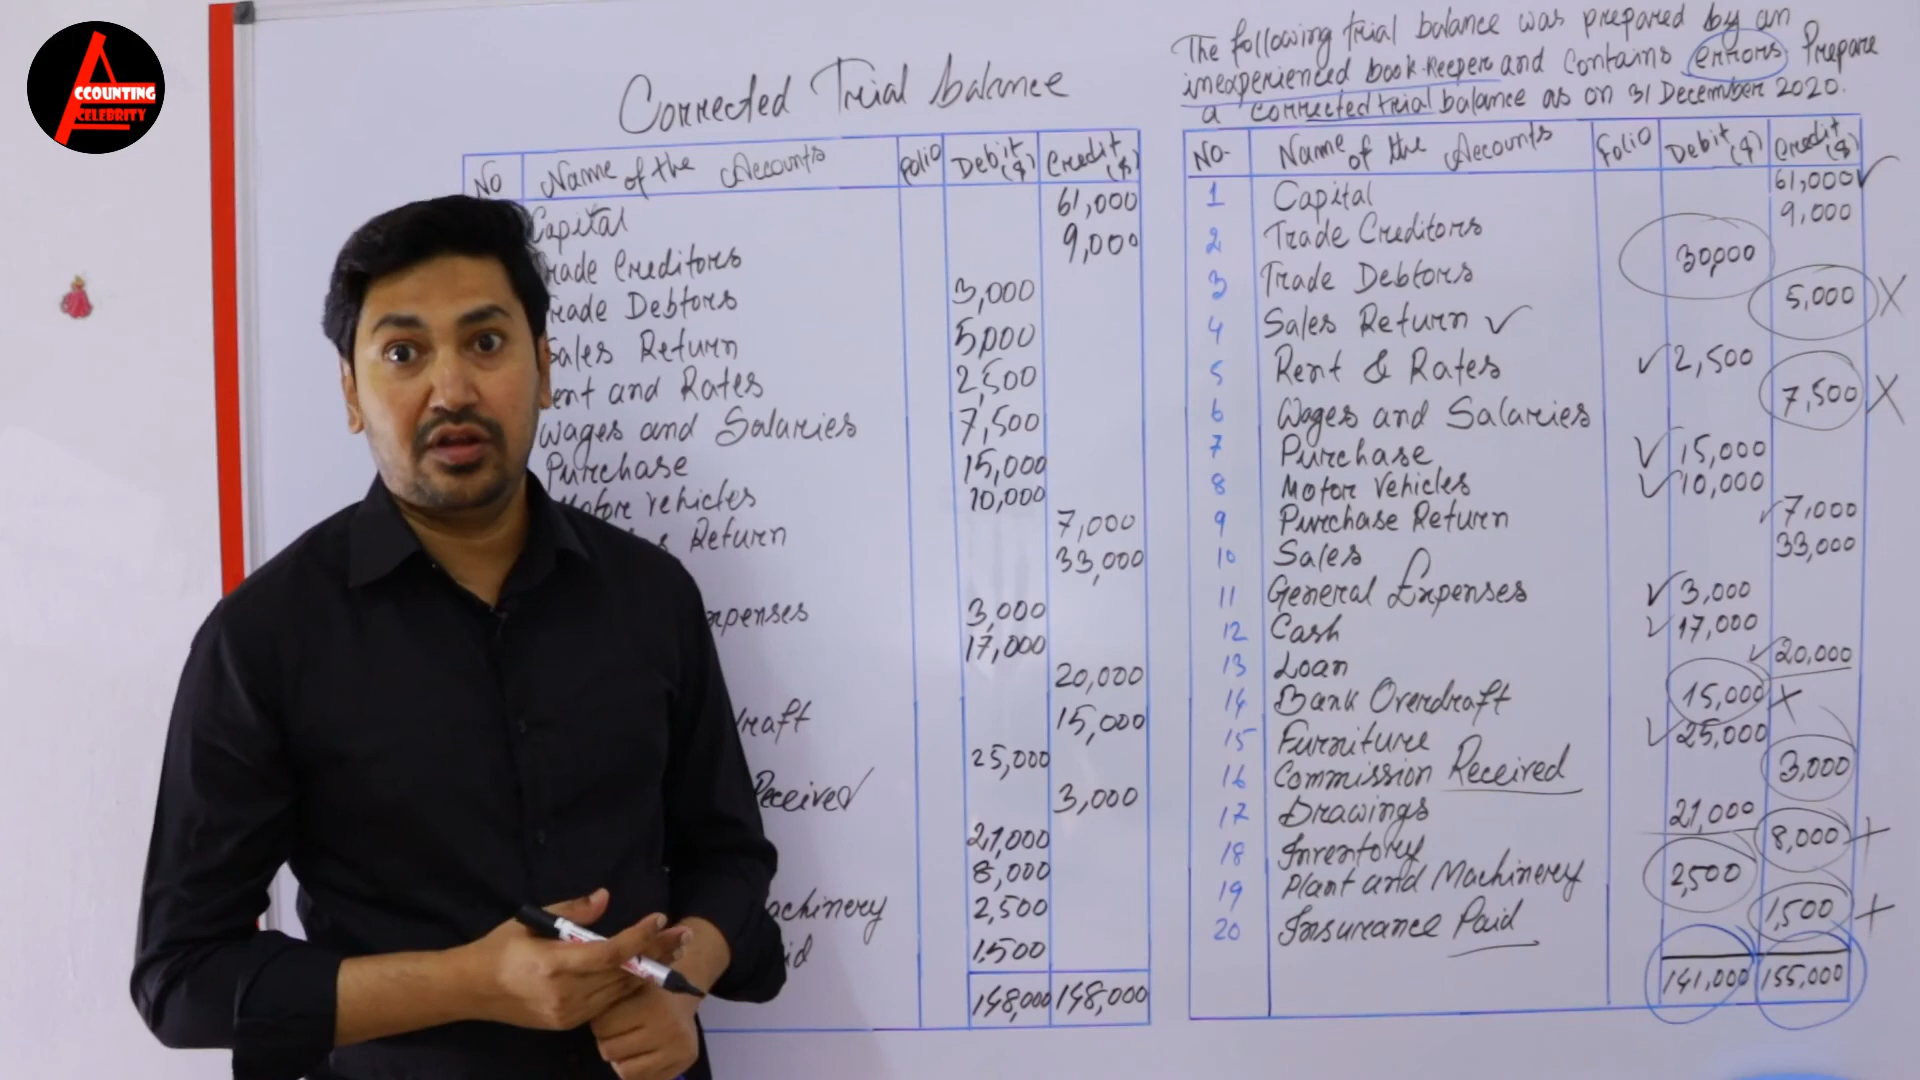 ACCOUNTING
CELEBRITY
The following trial balance was prepared by an
inexperienced book-keeper and contains errors. Prepare
a corrected trial balance as on 31 December 2020.
Corrected Trial balance
No Name of the Accounts Folio Debit ($) Credit ($)
Capital 61,000
Trade Creditors 9,000
Trade Debtors 3,000
Sales Return 5,000
Rent and Rates 2,500
Wages and Salaries 7,500
Purchase 15,000
Motor vehicles 10,000
Return 7,000
33,000
xpenses 3,000
17,000
20,000
draft 15,000
25,000
Received 3,000
21,000
8,000
achinery 2,500
id 1,500
148,000 148,000
No. Name of the Accounts Folio Debit ($) Credit ($)
1 Capital 61,000
2 Trade Creditors 9,000
3 Trade Debtors 30,000
4 Sales Return 5,000
5 Rent & Rates 2,500
6 Wages and Salaries 7,500
7 Purchase 15,000
8 Motor Vehicles 10,000
9 Purchase Return 7,000
10 Sales 33,000
11 General Expenses 3,000
12 Cash 17,000
13 Loan 20,000
14 Bank Overdraft 15,000
15 Furniture 25,000
16 Commission Received 3,000
17 Drawings 21,000
18 Inventory 8,000
19 Plant and Machinery 2,500
20 Insurance Paid 1,500
141,000 155,000